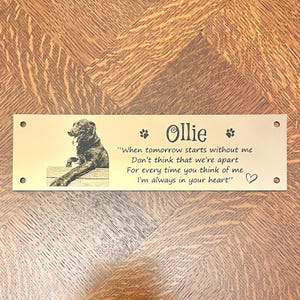 Ollie
"When tomorrow starts without me
Don't think that we're apart
For every time you think of me
I'm always in your heart"